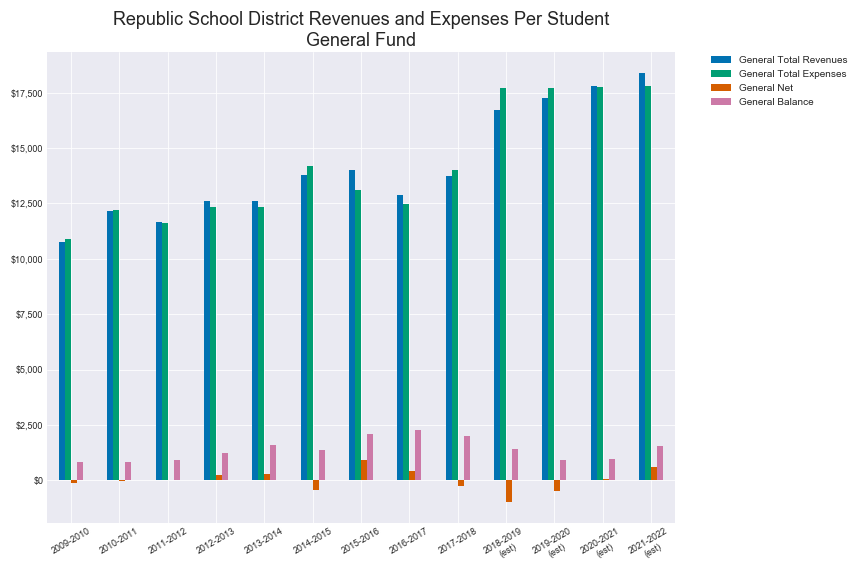 Republic School District Revenues and Expenses Per Student
General Fund
General Total Revenues
General Total Expenses
General Net
General Balance
$17,500
$15,000
$12,500
$10,000
$7,500
$5,000
$2,500
$0
2009-2010
2010-2011
2011-2012
2012-2013
2013-2014
2014-2015
2015-2016
2016-2017
2017-2018
2018-2019
(est)
2019-2020
(est)
2020-2021
(est)
2021-2022
(est)